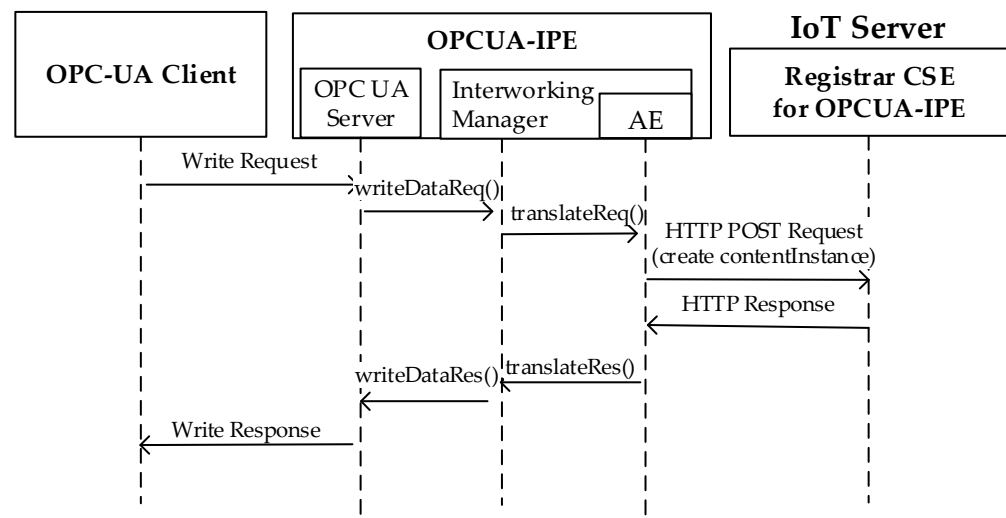 IoT Server
OPC-UA Client
OPCUA-IPE
OPC UA
Server
Interworking
Manager
AE
Registrar CSE
for OPCUA-IPE
Write Request
writeDataReq()
translateReq()
HTTP POST Request
(create contentInstance)
HTTP Response
translateRes()
writeDataRes()
Write Response